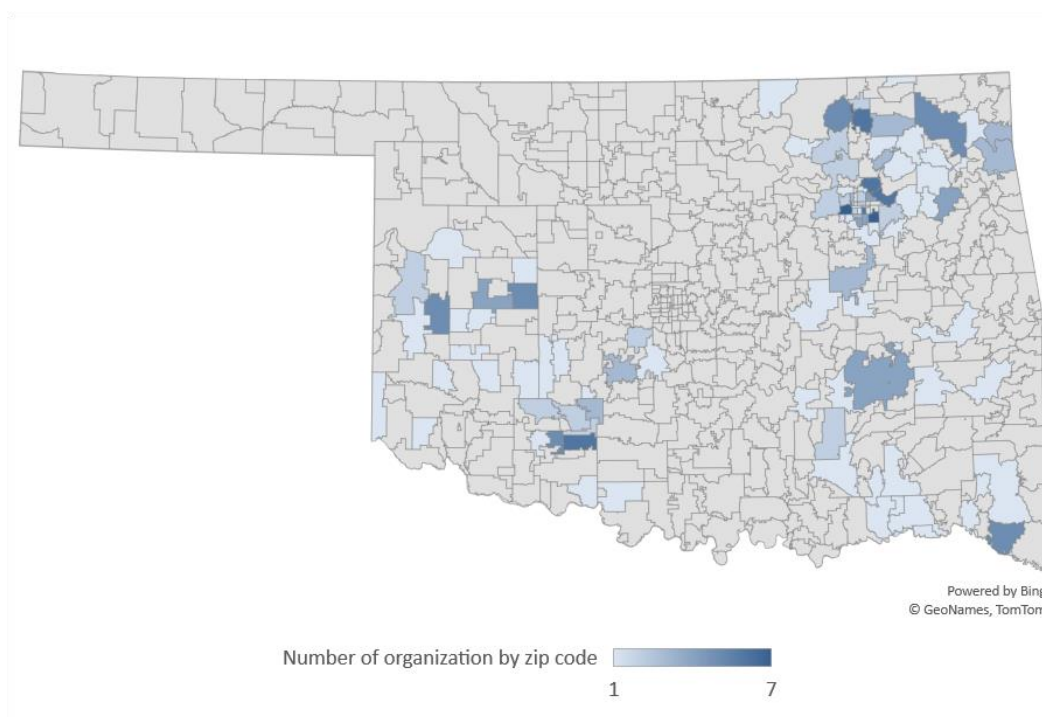 Powered by Bing
© GeoNames, TomTom
Number of organization by zip code
1
7